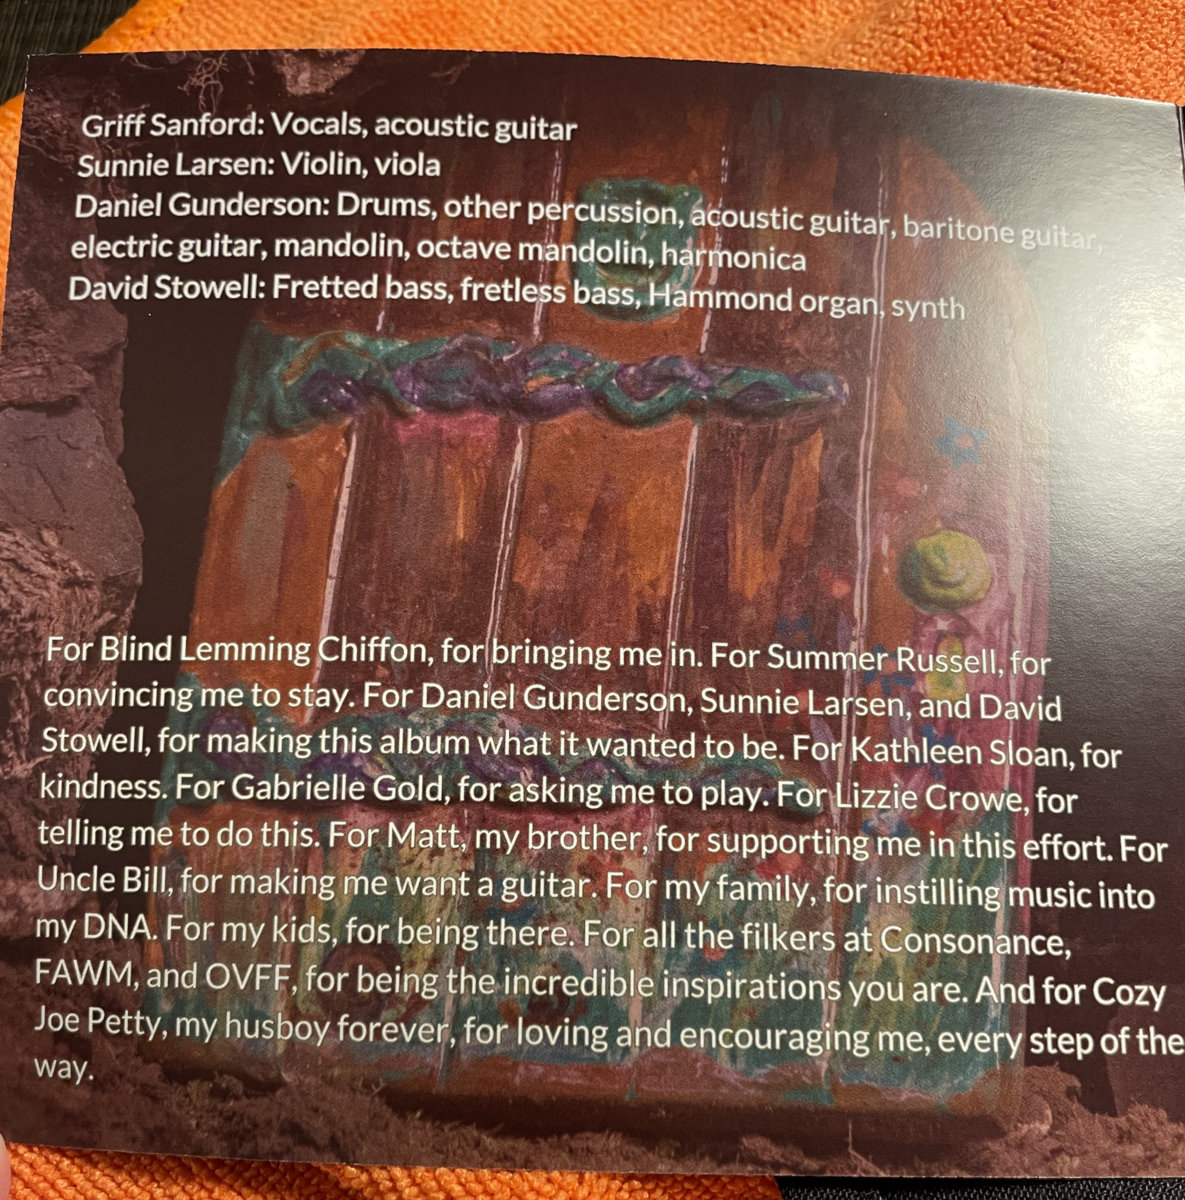 Griff Sanford: Vocals, acoustic guitar
Sunnie Larsen: Violin, viola
Daniel Gunderson: Drums, other percussion, acoustic guitar, baritone guitar,
electric guitar, mandolin, octave mandolin, harmonica
David Stowell: Fretted bass, fretless bass, Hammond organ, synth
For Blind Lemming Chiffon, for bringing me in. For Summer Russell, for
convincing me to stay. For Daniel Gunderson, Sunnie Larsen, and David
Stowell, for making this album what it wanted to be. For Kathleen Sloan, for
kindness. For Gabrielle Gold, for asking me to play. For Lizzie Crowe, for
telling me to do this. For Matt, my brother, for supporting me in this effort. For
Uncle Bill, for making me want a guitar. For my family, for instilling music into
my DNA. For my kids, for being there. For all the filkers at Consonance,
FAWM, and OVFF, for being the incredible inspirations you are. And for Cozy
Joe Petty, my husboy forever, for loving and encouraging me, every step of the
way.